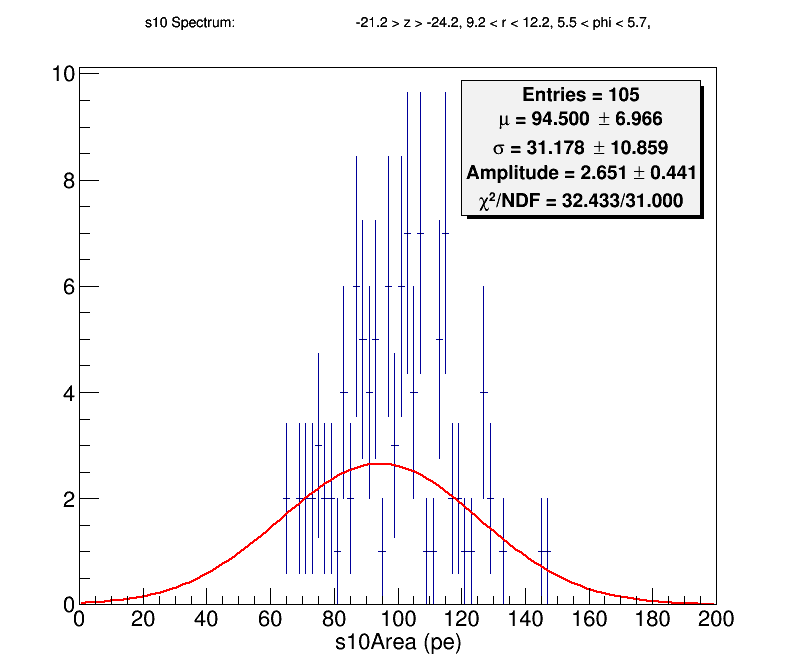 s10 Spectrum: -21.2 > z > -24.2, 9.2 < r < 12.2, 5.5 < phi < 5.7,
Entries = 105
μ = 94.500 ± 6.966
σ = 31.178 ± 10.859
Amplitude = 2.651 ± 0.441
χ²/NDF = 32.433/31.000
10
8
6
4
2
0
0 20 40 60 80 100 120 140 160 180 200
s10Area (pe)